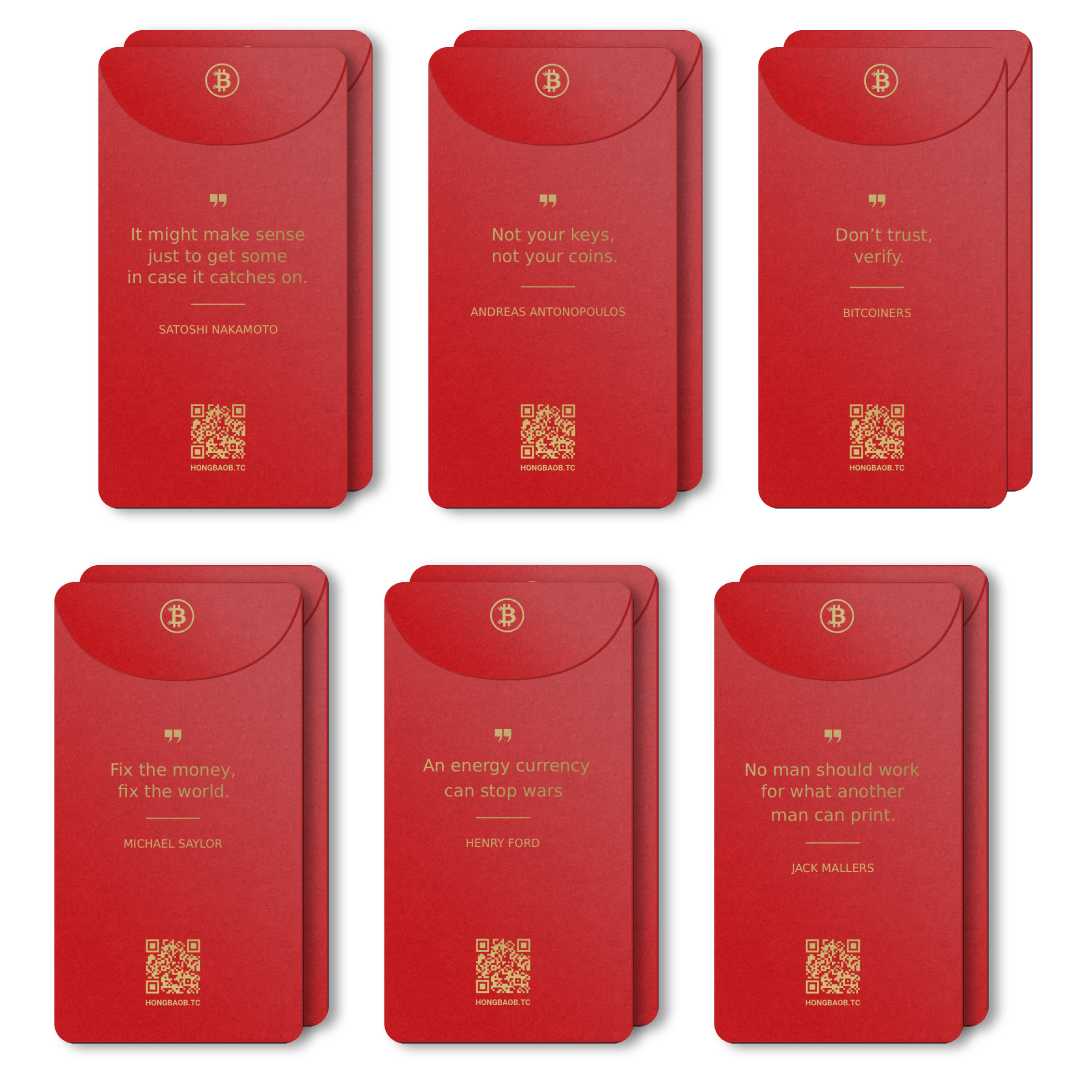 ❞
It might make sense
just to get some
in case it catches on.
SATOSHI NAKAMOTO
HONGBAOB.TC
❞
Not your keys,
not your coins.
ANDREAS ANTONOPOULOS
HONGBAOB.TC
❞
Don’t trust,
verify.
BITCOINERS
HONGBAOB.TC
❞
Fix the money,
fix the world.
MICHAEL SAYLOR
HONGBAOB.TC
❞
An energy currency
can stop wars
HENRY FORD
HONGBAOB.TC
❞
No man should work
for what another
man can print.
JACK MALLERS
HONGBAOB.TC